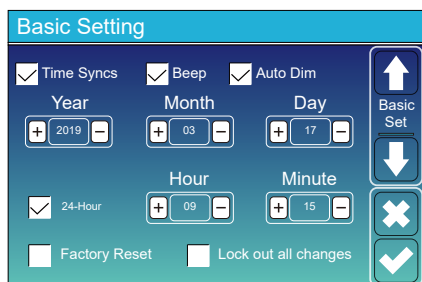 Basic Setting
Time Syncs Beep Auto Dim
Year Month Day
+ 2019 − + 03 − + 17 −
Basic
Set
Hour Minute
24-Hour + 09 − + 15 −
Factory Reset Lock out all changes